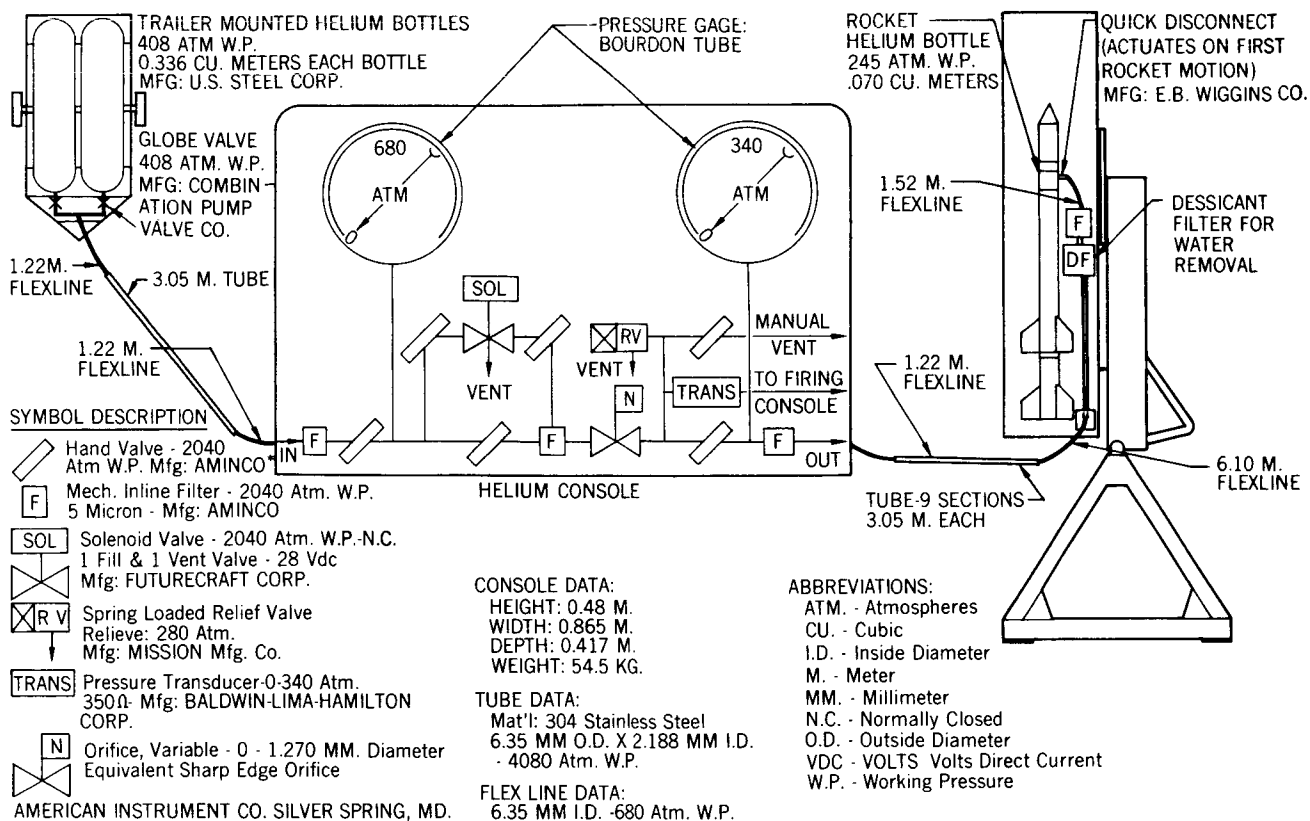 TRAILER MOUNTED HELIUM BOTTLES
408 ATM W.P.
0.336 CU. METERS EACH BOTTLE
MFG: U.S. STEEL CORP.
GLOBE VALVE
408 ATM. W.P.
MFG: COMBIN-
ATION PUMP
VALVE CO.
1.22M.
FLEXLINE
3.05 M. TUBE
1.22 M.
FLEXLINE
PRESSURE GAGE:
BOURDON TUBE
680
ATM
0
340
ATM
0
SOL
VENT
RV
VENT
MANUAL
VENT
TRANS
TO FIRING
CONSOLE
N
F
F
F
IN
OUT
HELIUM CONSOLE
ROCKET
HELIUM BOTTLE
245 ATM. W.P.
.070 CU. METERS
QUICK DISCONNECT
(ACTUATES ON FIRST
ROCKET MOTION)
MFG: E.B. WIGGINS CO.
1.52 M.
FLEXLINE
F
DF
DESSICANT
FILTER FOR
WATER
REMOVAL
1.22 M.
FLEXLINE
6.10 M.
FLEXLINE
TUBE-9 SECTIONS
3.05 M. EACH
SYMBOL DESCRIPTION
Hand Valve - 2040
Atm W.P. Mfg: AMINCO
F
Mech. Inline Filter - 2040 Atm. W.P.
5 Micron - Mfg: AMINCO
SOL
Solenoid Valve - 2040 Atm. W.P.-N.C.
1 Fill & 1 Vent Valve - 28 Vdc
Mfg: FUTURECRAFT CORP.
R V
Spring Loaded Relief Valve
Relieve: 280 Atm.
Mfg: MISSION Mfg. Co.
TRANS
Pressure Transducer-0-340 Atm.
350Ω- Mfg: BALDWIN-LIMA-HAMILTON
CORP.
N
Orifice, Variable - 0 - 1.270 MM. Diameter
Equivalent Sharp Edge Orifice
AMERICAN INSTRUMENT CO. SILVER SPRING, MD.
CONSOLE DATA:
HEIGHT: 0.48 M.
WIDTH: 0.865 M.
DEPTH: 0.417 M.
WEIGHT: 54.5 KG.
TUBE DATA:
Mat'l: 304 Stainless Steel
6.35 MM O.D. X 2.188 MM I.D.
- 4080 Atm. W.P.
FLEX LINE DATA:
6.35 MM I.D. -680 Atm. W.P.
ABBREVIATIONS:
ATM. - Atmospheres
CU. - Cubic
I.D. - Inside Diameter
M. - Meter
MM. - Millimeter
N.C. - Normally Closed
O.D. - Outside Diameter
VDC - VOLTS Volts Direct Current
W.P. - Working Pressure